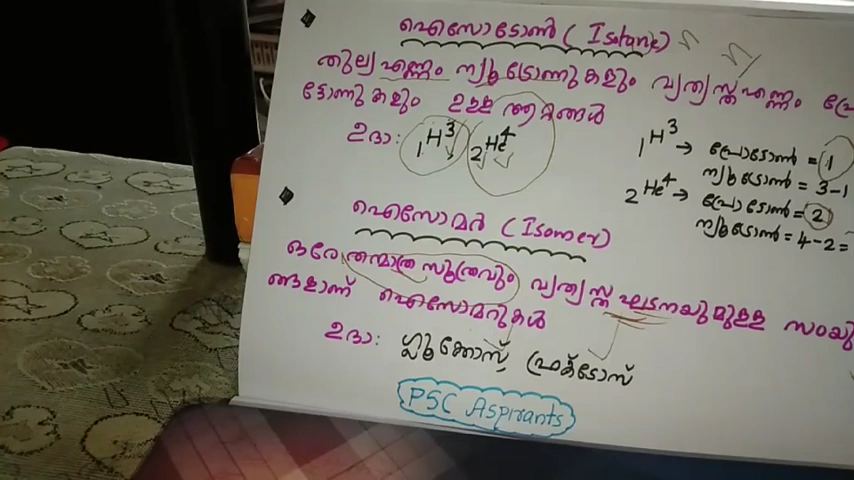 ഐസോടോൺ ( Isotonic)
തുല്യ എണ്ണം ന്യൂട്രോണുകളും വ്യത്യസ്ത എണ്ണം പ്രോ
ട്ടോണുകളും ഉള്ള ആറ്റങ്ങൾ
ഉദാ: ₁H³ ₂He⁴
₁H³ → പ്രോട്ടോൺ = 1
ന്യൂട്രോൺ = 3-1
₂He⁴ → പ്രോട്ടോൺ = 2
ന്യൂട്രോൺ = 4-2 =
ഐസോമർ ( Isomer)
ഒരേ തന്മാത്ര സൂത്രവും വ്യത്യസ്ത ഘടനയുമുള്ള സംയു
ങ്ങളാണ് ഐസോമറുകൾ
ഉദാ: ഗ്ലൂക്കോസ്, ഫ്രക്ടോസ്
PSC Aspirants